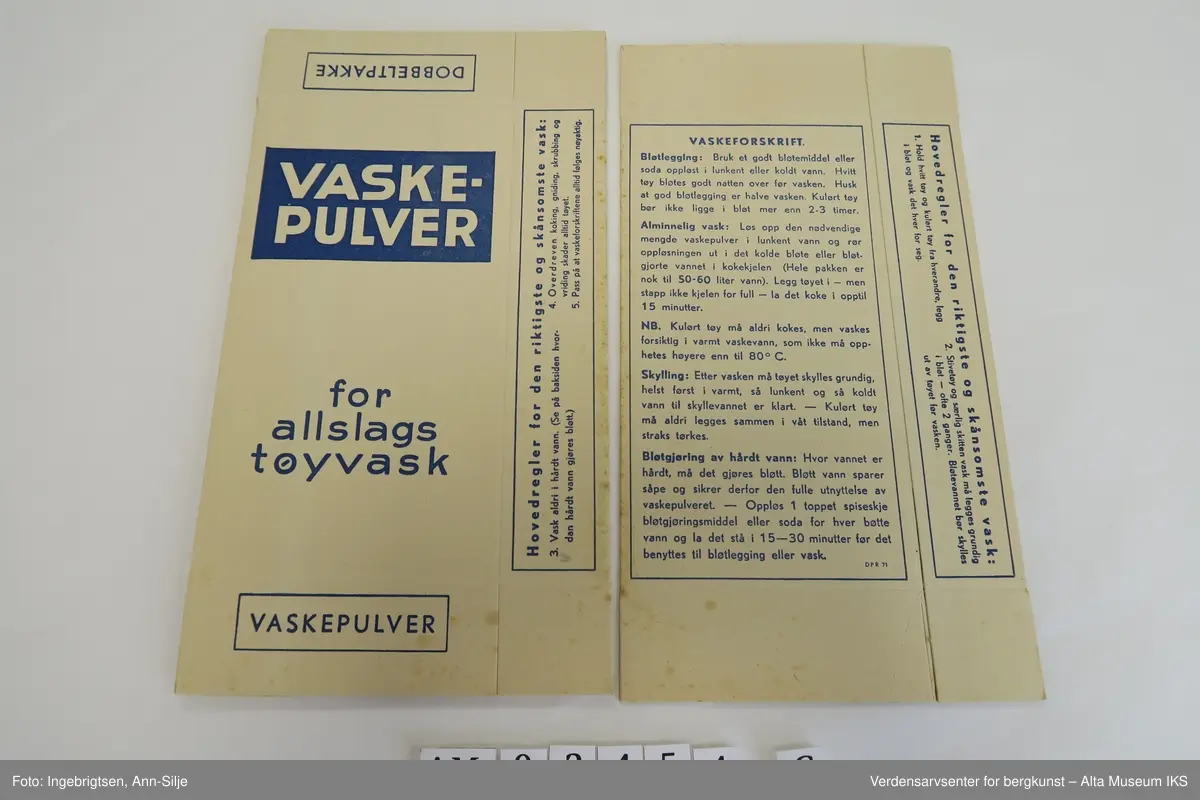 DOBBELTPAKKE
VASKE-
PULVER
for
allslags
tøyvask
VASKEPULVER
Hovedregler for den riktigste og skånsomste vask:
3. Vask aldri i hårdt vann. (Se på baksiden hvor-
dan hårdt vann gjøres bløtt.)
4. Overdreven koking, gniding, skrubbing og
vriding skader alltid tøyet.
5. Pass på at vaskeforskriftene alltid følges nøyaktig.
VASKEFORSKRIFT.
Bløtlegging: Bruk et godt bløtemiddel eller
soda oppløst i lunkent eller koldt vann. Hvitt
tøy bløtes godt natten over før vasken. Husk
at god bløtlegging er halve vasken. Kulørt tøy
bør ikke ligge i bløt mer enn 2-3 timer.
Alminnelig vask: Løs opp den nødvendige
mengde vaskepulver i lunkent vann og rør
oppløsningen ut i det kolde bløte eller bløt-
gjorte vannet i kokekjelen (Hele pakken er
nok til 50-60 liter vann). Legg tøyet i — men
stapp ikke kjelen for full — la det koke i opptil
15 minutter.
NB. Kulørt tøy må aldri kokes, men vaskes
forsiktig i varmt vaskevann, som ikke må opp-
hetes høyere enn til 80° C.
Skylling: Etter vasken må tøyet skylles grundig,
helst først i varmt, så lunkent og så koldt
vann til skyllevannet er klart. — Kulørt tøy
må aldri legges sammen i våt tilstand, men
straks tørkes.
Bløtgjøring av hårdt vann: Hvor vannet er
hårdt, må det gjøres bløtt. Bløtt vann sparer
såpe og sikrer derfor den fulle utnyttelse av
vaskepulveret. — Oppløs 1 toppet spiseskje
bløtgjøringsmiddel eller soda for hver bøtte
vann og la det stå i 15—30 minutter før det
benyttes til bløtlegging eller vask.
DPR 71
Hovedregler for den riktigste og skånsomste vask:
1. Hold hvitt tøy og kulørt tøy fra hverandre, legg
i bløt og vask det hver for seg.
2. Stivetøy og særlig skitten vask må legges grundig
i bløt — ofte 2 ganger. Bløtevannet bør skylles
ut av tøyet før vasken.
Foto: Ingebrigtsen, Ann-Silje
Verdensarvsenter for bergkunst – Alta Museum IKS